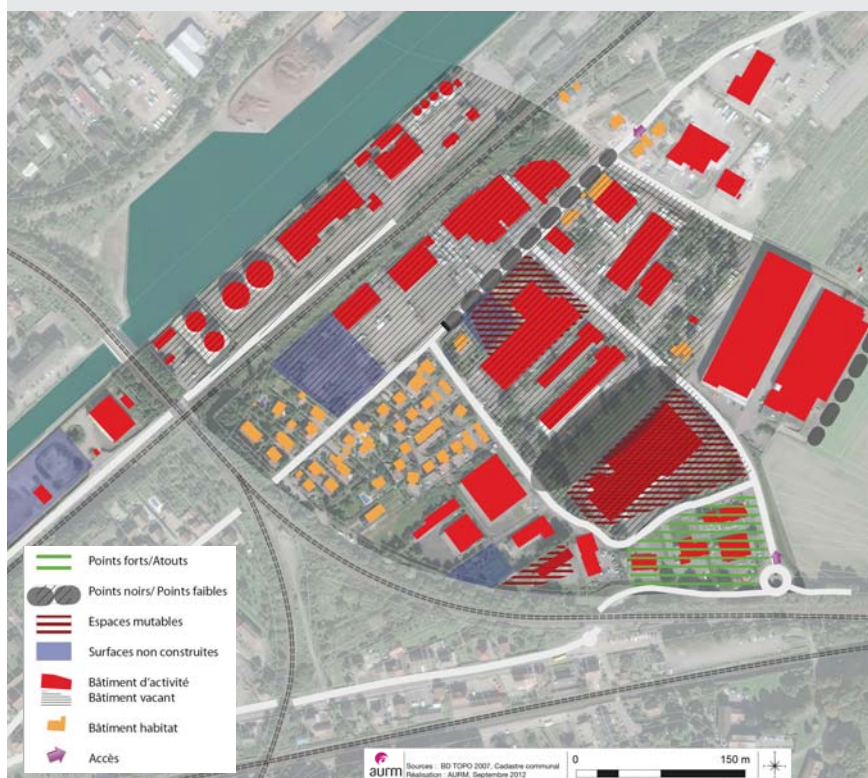 Points forts/Atouts
Points noirs/ Points faibles
Espaces mutables
Surfaces non construites
Bâtiment d'activité
Bâtiment vacant
Bâtiment habitat
Accès
aurm
Sources : BD TOPO 2007, Cadastre communal
Réalisation : AURM, Septembre 2012
0 150 m